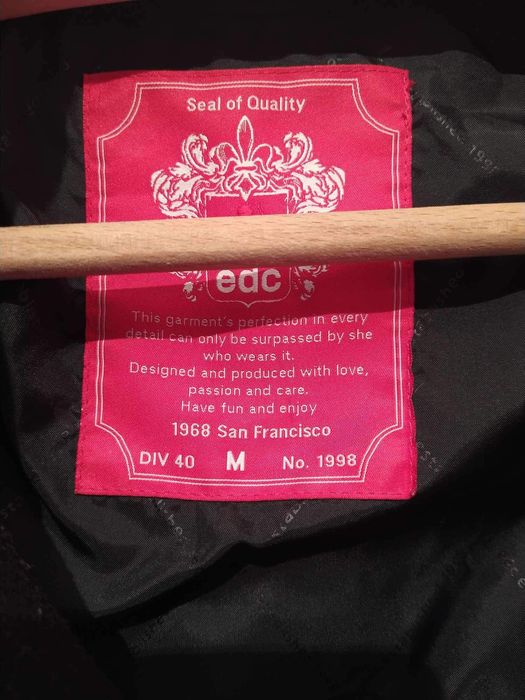 Seal of Quality
edc
This garment's perfection in every
detail can only be surpassed by she
who wears it.
Designed and produced with love,
passion and care.
Have fun and enjoy
1968 San Francisco
DIV 40 M No. 1998